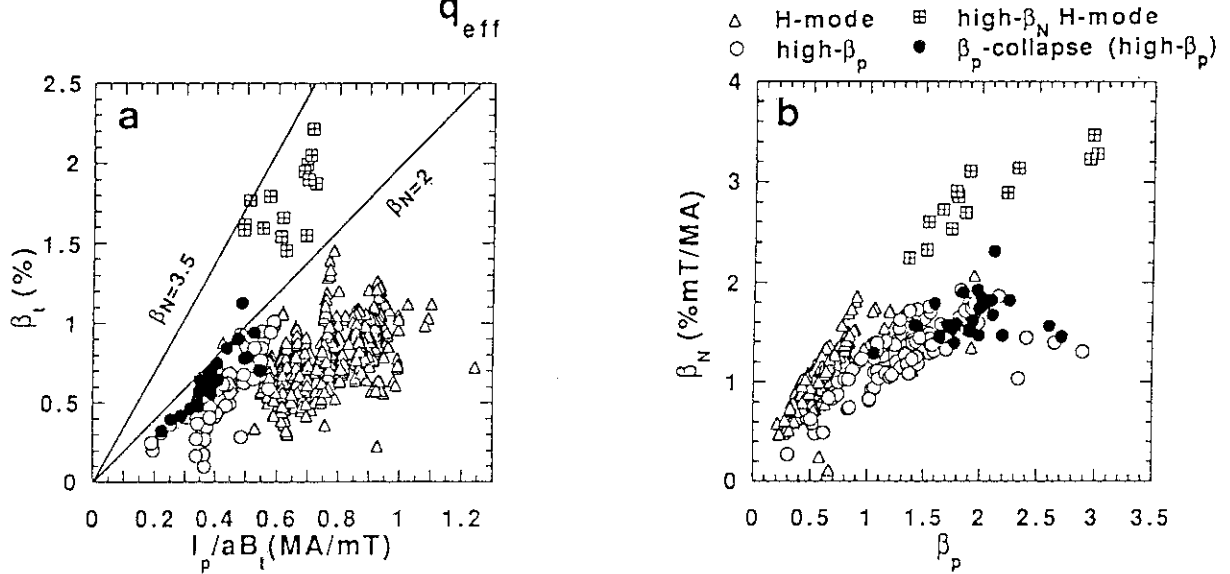 q_eff
△ H-mode ⊞ high-β_N H-mode
○ high-β_p ● β_p-collapse (high-β_p)
a
2.5
2
1.5
1
0.5
0
β_t (%)
β_N=3.5
β_N=2
0 0.2 0.4 0.6 0.8 1 1.2
I_p/aB_t(MA/mT)
b
4
3
2
1
0
β_N (%mT/MA)
0 0.5 1 1.5 2 2.5 3 3.5
β_p